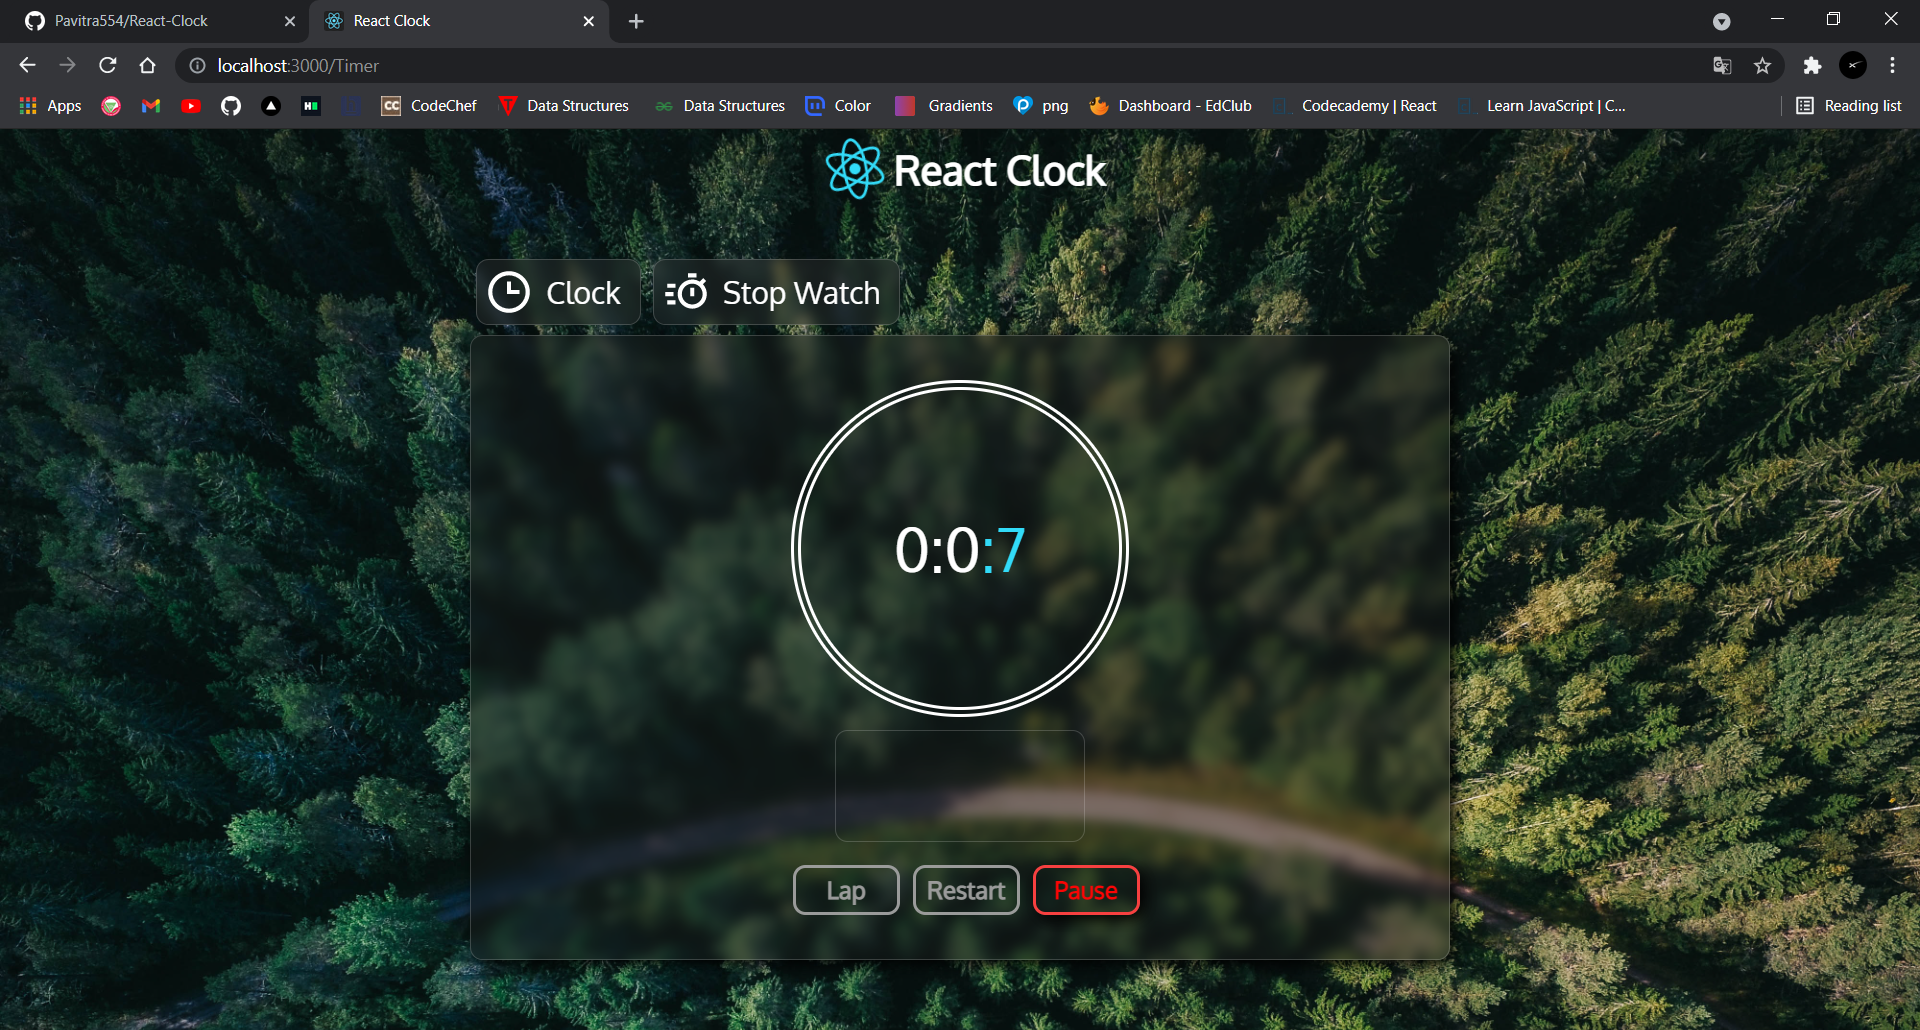 Pavitra554/React-Clock
React Clock
localhost:3000/Timer
Apps
CC CodeChef
Data Structures
Data Structures
Color
Gradients
png
Dashboard - EdClub
Codecademy | React
Learn JavaScript | C...
Reading list
React Clock
Clock
Stop Watch
0:0:7
Lap
Restart
Pause